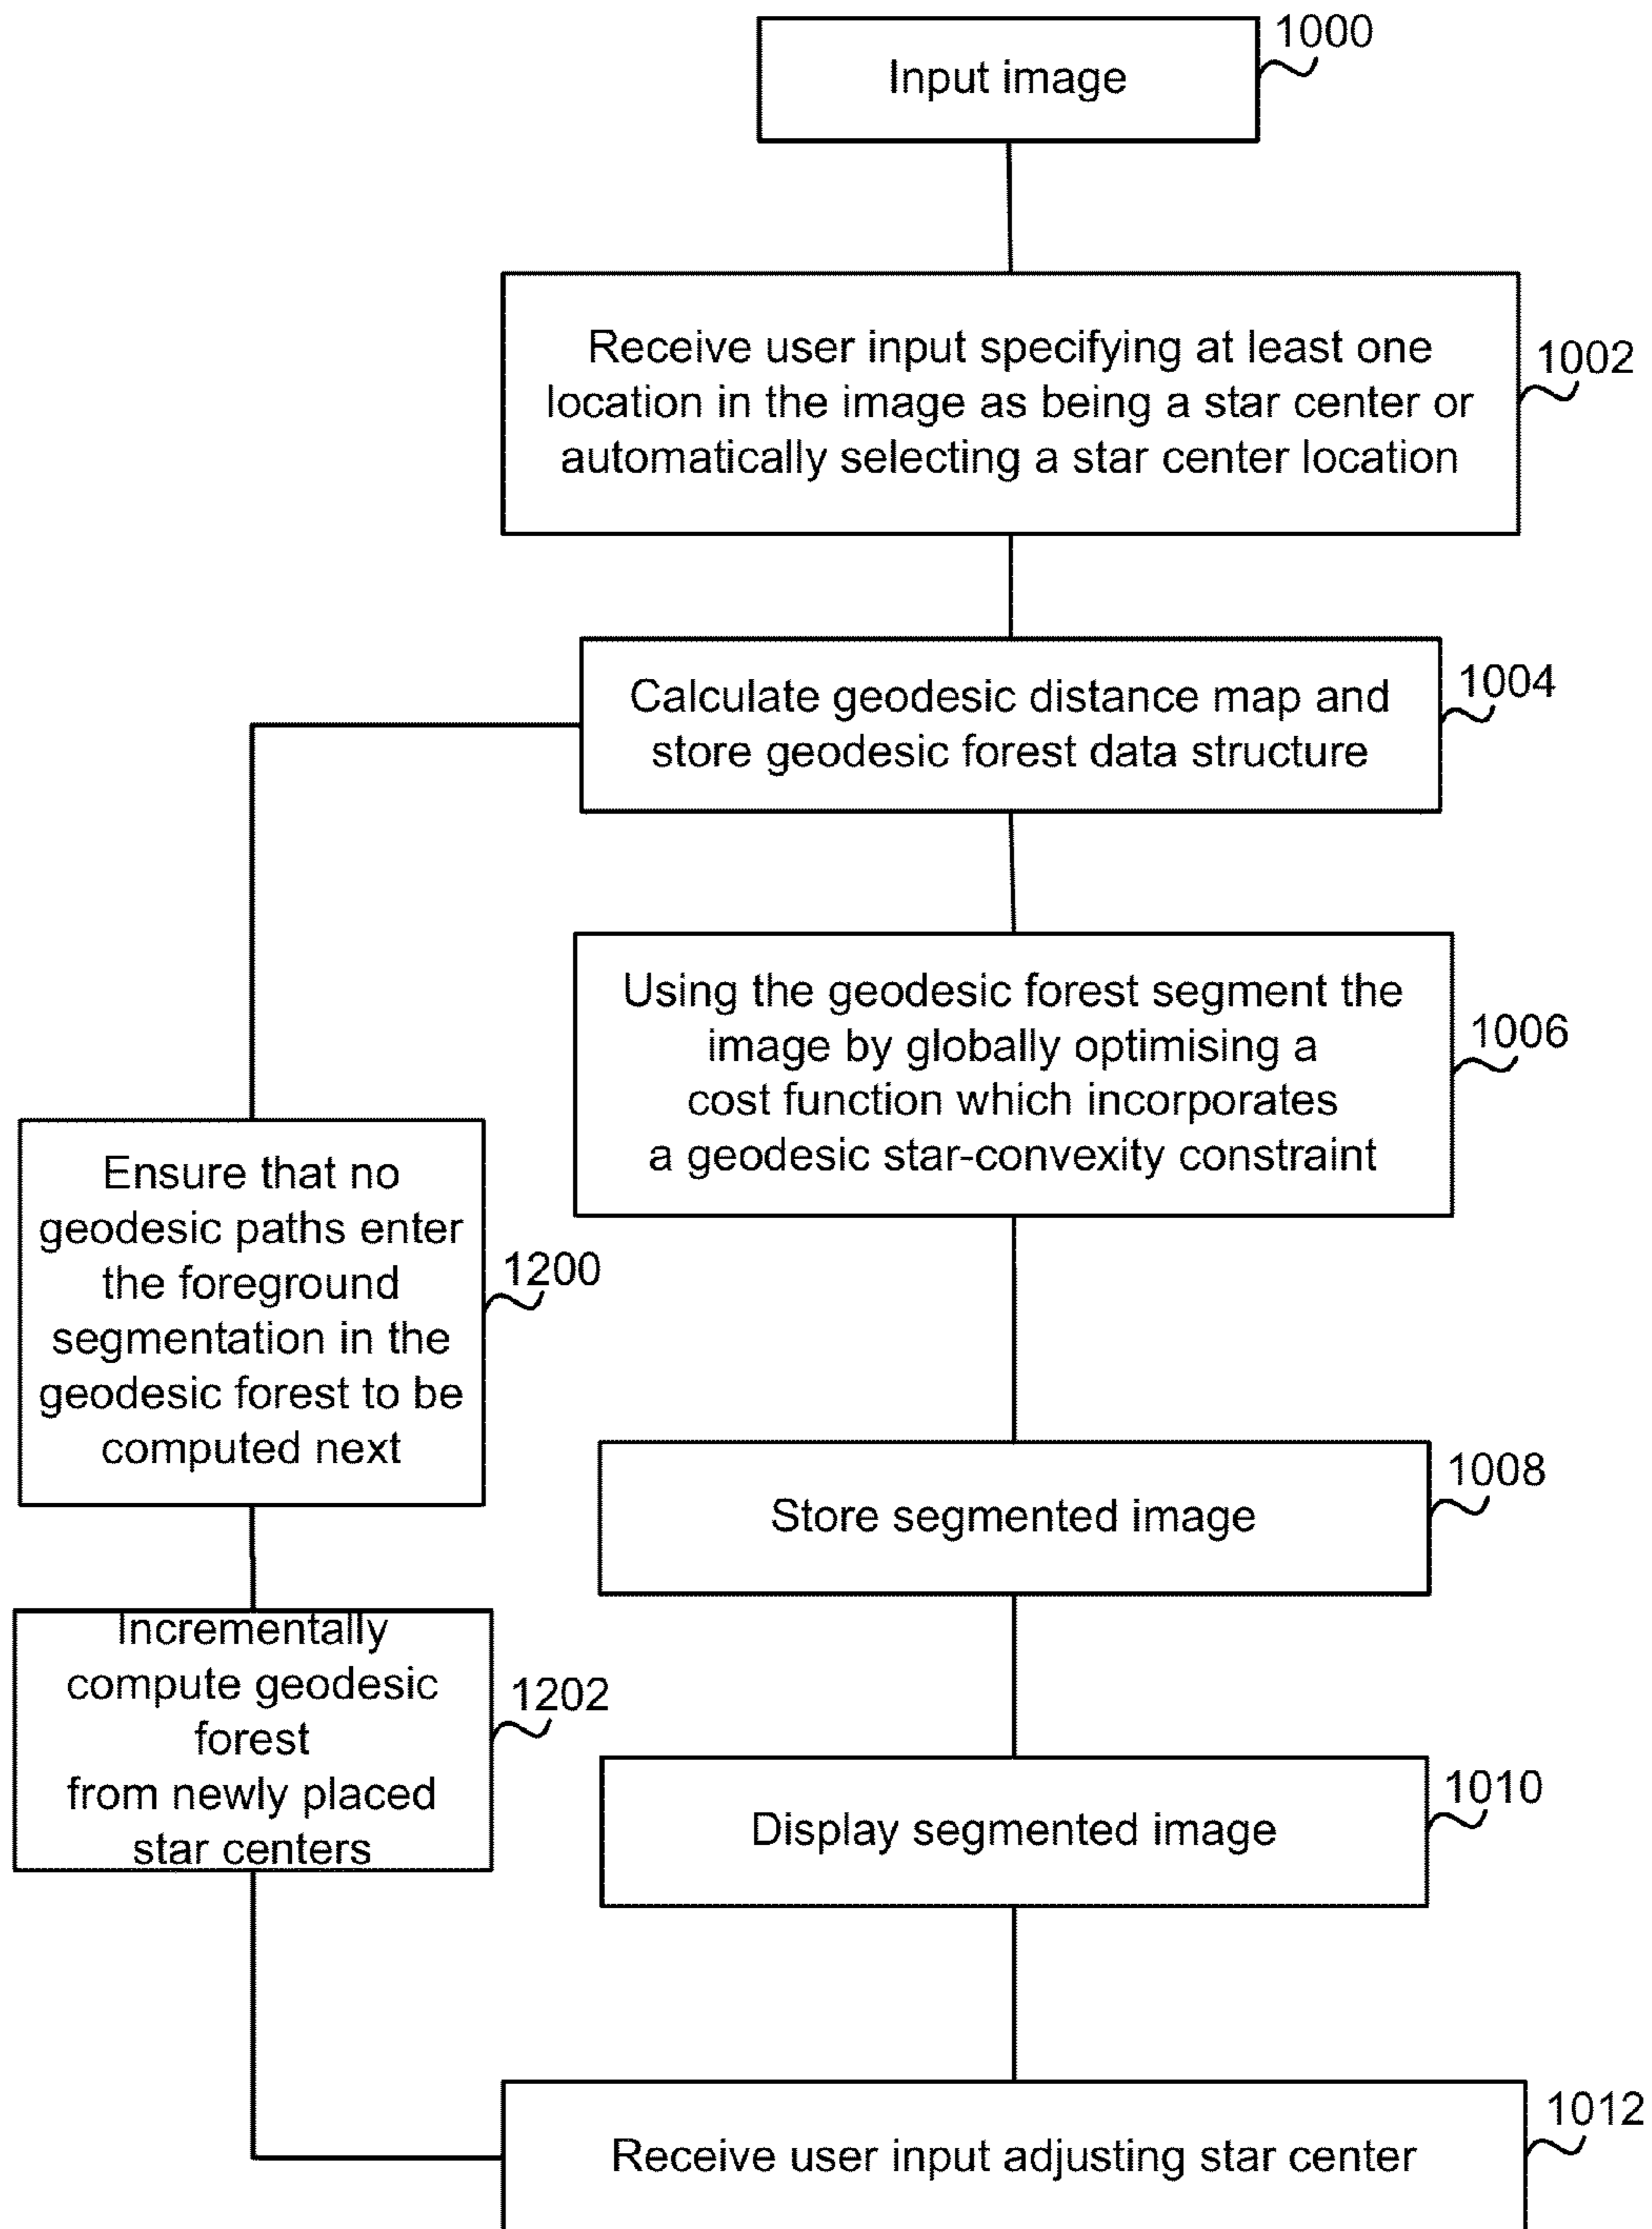 1000
Input image
Receive user input specifying at least one
location in the image as being a star center or
automatically selecting a star center location
1002
Calculate geodesic distance map and
store geodesic forest data structure
1004
Using the geodesic forest segment the
image by globally optimising a
cost function which incorporates
a geodesic star-convexity constraint
1006
Ensure that no
geodesic paths enter
the foreground
segmentation in the
geodesic forest to be
computed next
1200
Store segmented image
1008
Incrementally
compute geodesic
forest
from newly placed
star centers
1202
Display segmented image
1010
Receive user input adjusting star center
1012